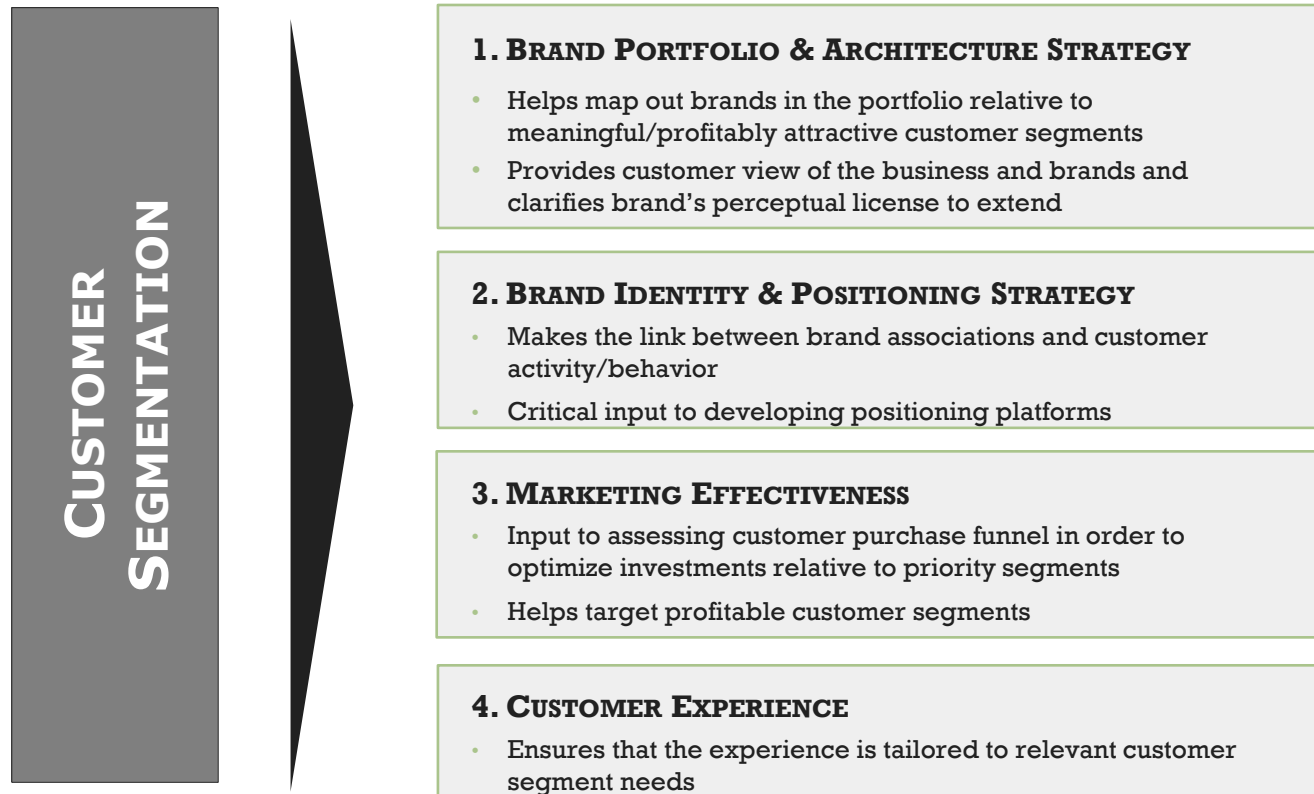 CUSTOMER
SEGMENTATION
1. BRAND PORTFOLIO & ARCHITECTURE STRATEGY
• Helps map out brands in the portfolio relative to
meaningful/profitably attractive customer segments
• Provides customer view of the business and brands and
clarifies brand’s perceptual license to extend
2. BRAND IDENTITY & POSITIONING STRATEGY
• Makes the link between brand associations and customer
activity/behavior
• Critical input to developing positioning platforms
3. MARKETING EFFECTIVENESS
• Input to assessing customer purchase funnel in order to
optimize investments relative to priority segments
• Helps target profitable customer segments
4. CUSTOMER EXPERIENCE
• Ensures that the experience is tailored to relevant customer
segment needs